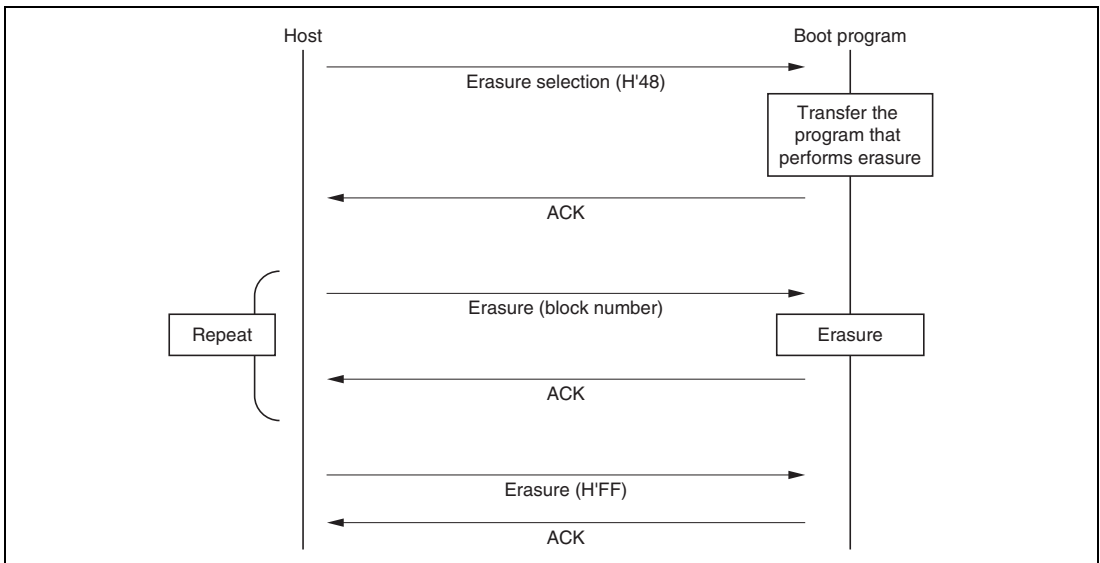 Host
Boot program
Erasure selection (H'48)
Transfer the
program that
performs erasure
ACK
Erasure (block number)
Repeat
Erasure
ACK
Erasure (H'FF)
ACK